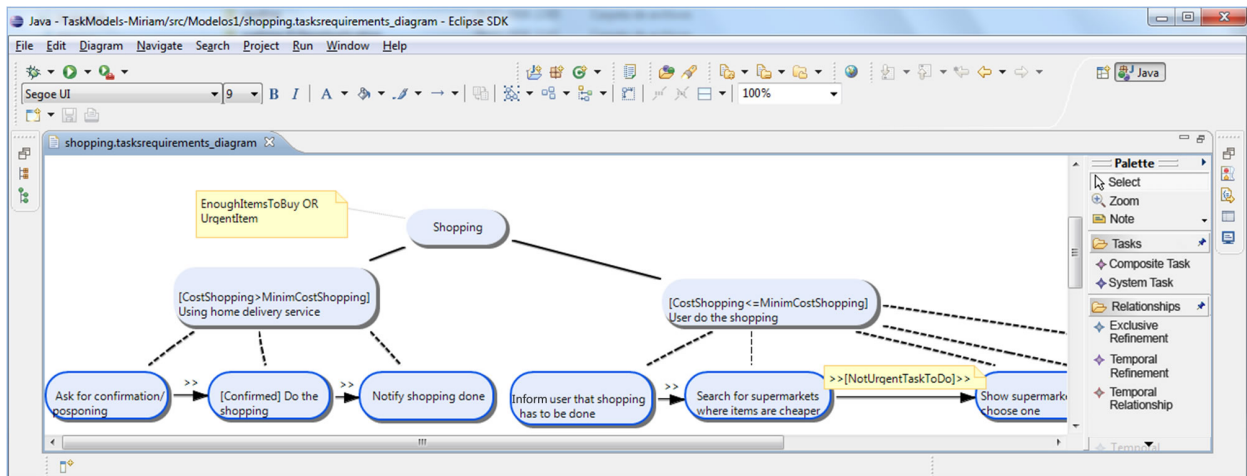 Java - TaskModels-Miriam/src/Modelos1/shopping.tasksrequirements_diagram - Eclipse SDK
File Edit Diagram Navigate Search Project Run Window Help
Java
Segoe UI 9 B I A 100%
shopping.tasksrequirements_diagram
EnoughItemsToBuy OR
UrgentItem
Shopping
[CostShopping>MinimCostShopping]
Using home delivery service
[CostShopping<=MinimCostShopping]
User do the shopping
Ask for confirmation/
posponing
>>
[Confirmed] Do the
shopping
>>
Notify shopping done
Inform user that shopping
has to be done
>>
Search for supermarkets
where items are cheaper
>>[NotUrgentTaskToDo]>>
Show supermark
choose one
Palette
Select
Zoom
Note
Tasks
Composite Task
System Task
Relationships
Exclusive
Refinement
Temporal
Refinement
Temporal
Relationship
Temporal